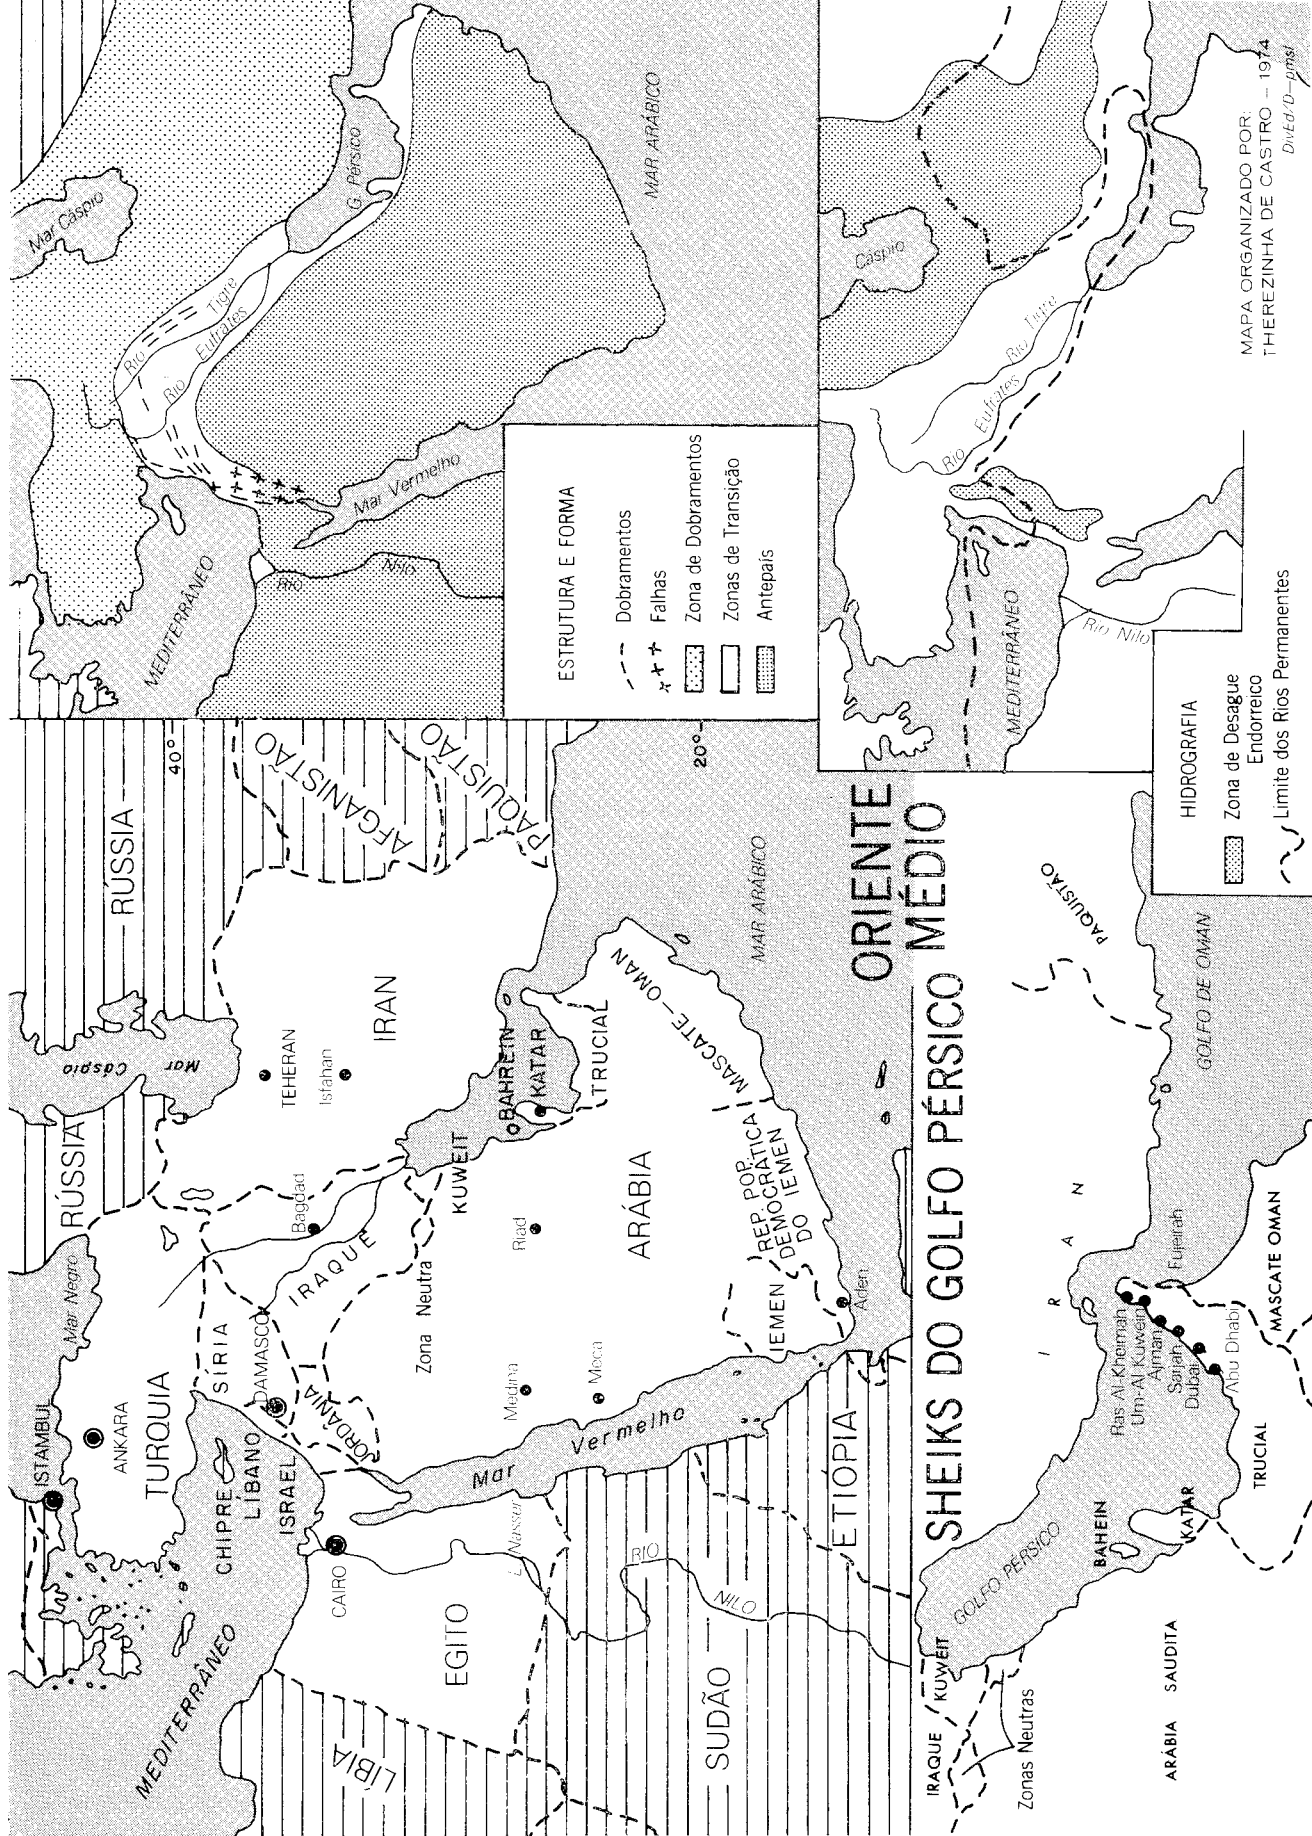 ORIENTE
MÉDIO
RÚSSIA
RÚSSIA
Mar Negro
Mar Cáspio
40°
ISTAMBUL
ANKARA
TURQUIA
CHIPRE
SÍRIA
LÍBANO
DAMASCO
ISRAEL
JORDÂNIA
IRAQUE
Bagdad
TEHERAN
Isfahan
IRAN
AFGANISTÃO
PAQUISTÃO
MEDITERRÂNEO
CAIRO
EGITO
LÍBIA
L. Nasser
Zona Neutra
KUWEIT
BAHREIN
KATAR
TRUCIAL
MASCATE-OMAN
Riad
Medina
Meca
ARÁBIA
Mar Vermelho
20°
MAR ARÁBICO
REP. POP.
DEMOCRÁTICA
DO IEMEN
IEMEN
Aden
SUDÃO
RIO
NILO
ETIOPIA
SHEIKS DO GOLFO PÉRSICO
IRAQUE
KUWEIT
Zonas Neutras
GOLFO PÉRSICO
I R A N
PAQUISTÃO
BAHEIN
KATAR
Ras Al-Kheimah
Um-Al Kuwein
Ajman
Sarjah
Dubai
Abu Dhabi
Fujeirah
GOLFO DE OMAN
ARÁBIA SAUDITA
TRUCIAL
MASCATE OMAN
Mar Cáspio
Rio Tigre
Rio Eufrates
G. Pérsico
MEDITERRÂNEO
Rio Nilo
Mar Vermelho
MAR ARÁBICO
ESTRUTURA E FORMA
Dobramentos
Falhas
Zona de Dobramentos
Zonas de Transição
Antepaís
Cáspio
Rio Tigre
Rio Eufrates
MEDITERRÂNEO
Rio Nilo
HIDROGRAFIA
Zona de Desague
Endorreico
Limite dos Rios Permanentes
MAPA ORGANIZADO POR:
THEREZINHA DE CASTRO – 1974
DivEd/D–pmsl